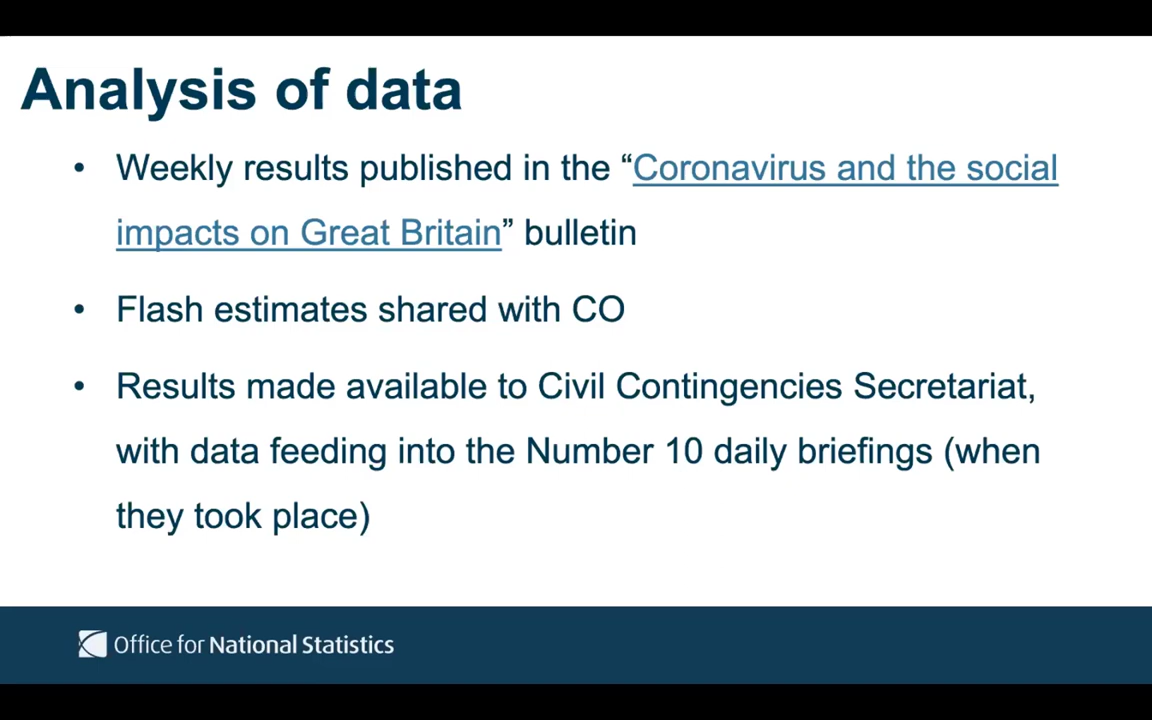 Analysis of data
• Weekly results published in the “Coronavirus and the social
impacts on Great Britain” bulletin
• Flash estimates shared with CO
• Results made available to Civil Contingencies Secretariat,
with data feeding into the Number 10 daily briefings (when
they took place)
Office for National Statistics